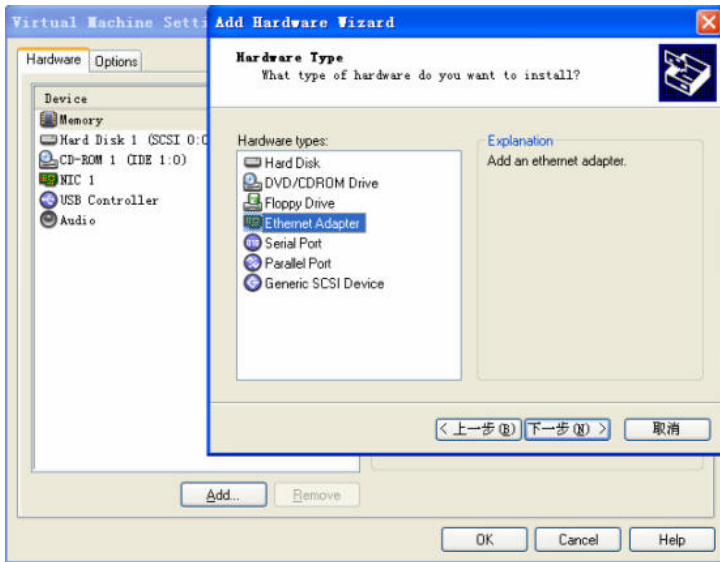 Virtual Machine Setti
Hardware
Options
Device
Memory
Hard Disk 1 (SCSI 0:0
CD-ROM 1 (IDE 1:0)
NIC 1
USB Controller
Audio
Add...
Remove
OK
Cancel
Help
Add Hardware Wizard
Hardware Type
What type of hardware do you want to install?
Hardware types:
Hard Disk
DVD/CDROM Drive
Floppy Drive
Ethernet Adapter
Serial Port
Parallel Port
Generic SCSI Device
Explanation
Add an ethernet adapter.
< 上一步(B)
下一步(N) >
取消